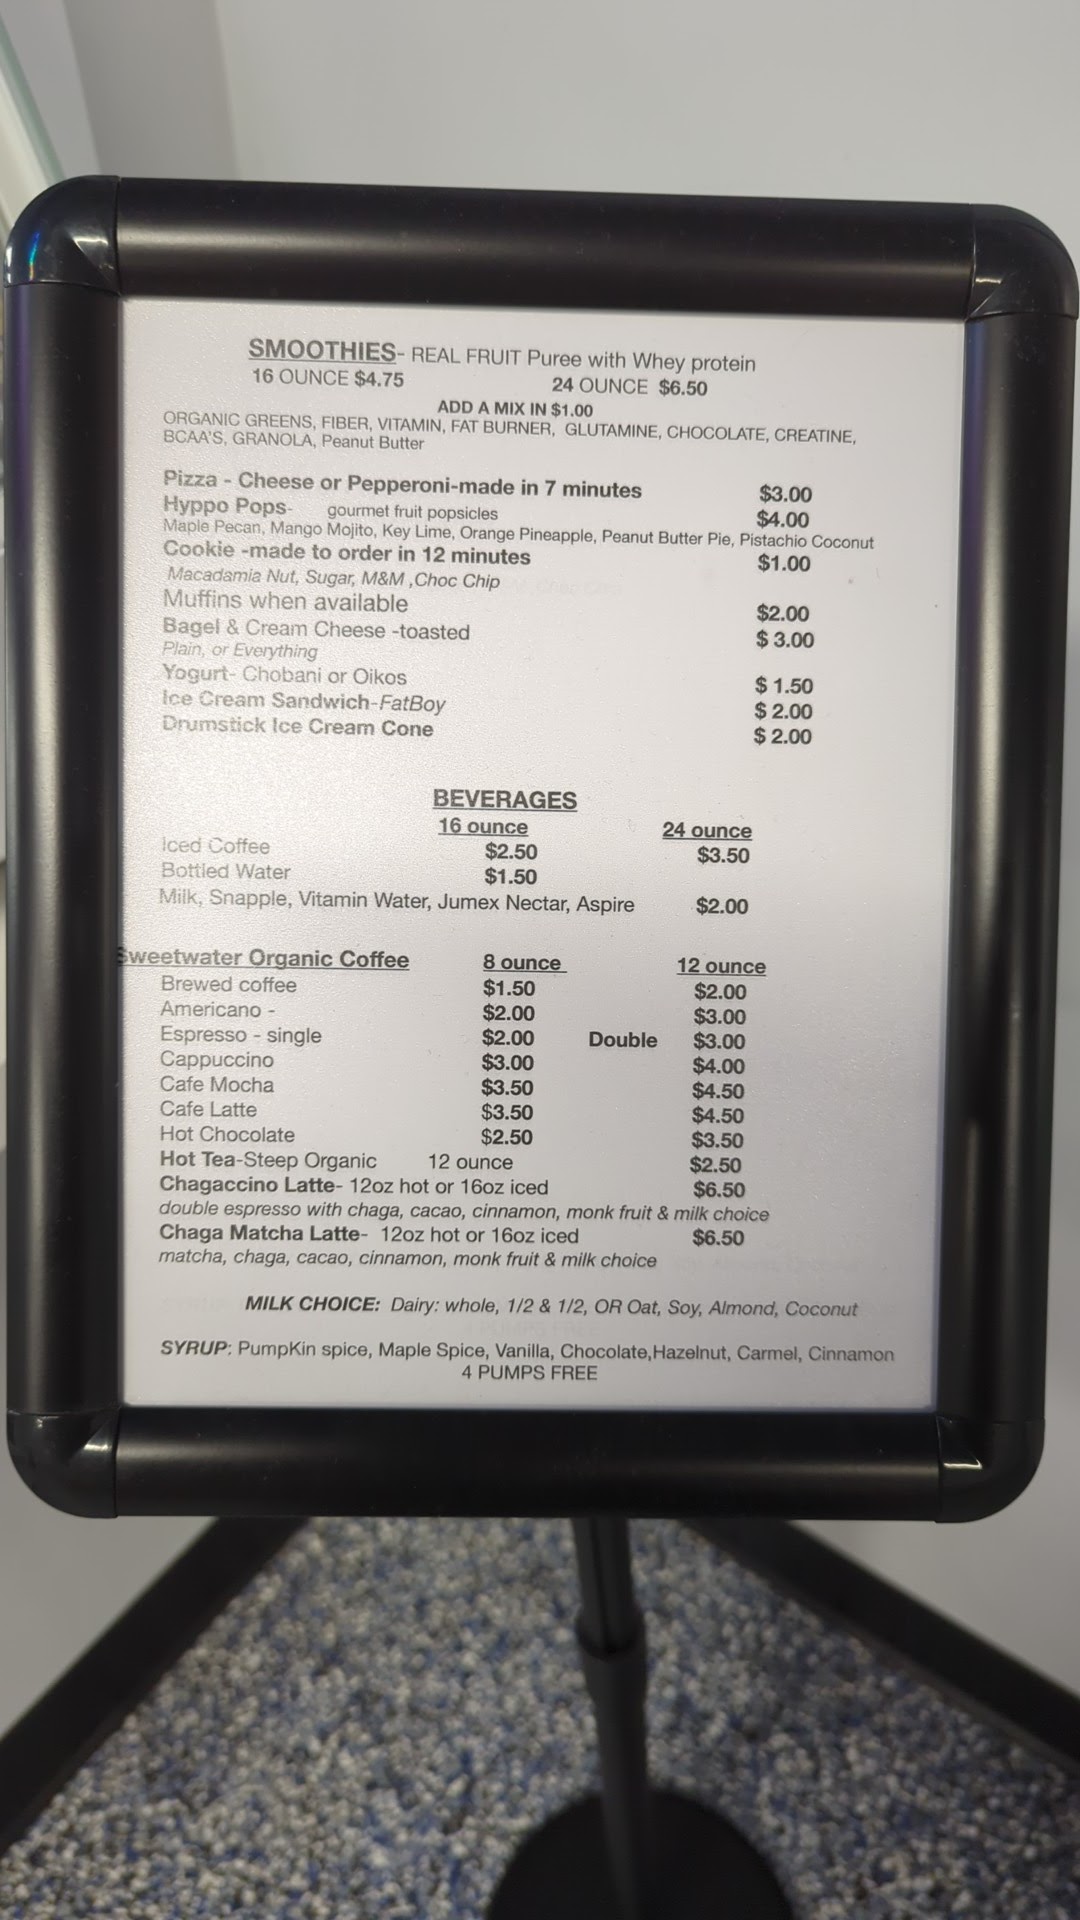 SMOOTHIES- REAL FRUIT Puree with Whey protein
16 OUNCE $4.75 24 OUNCE $6.50
ADD A MIX IN $1.00
ORGANIC GREENS, FIBER, VITAMIN, FAT BURNER, GLUTAMINE, CHOCOLATE, CREATINE,
BCAA'S, GRANOLA, Peanut Butter
Pizza - Cheese or Pepperoni-made in 7 minutes $3.00
Hyppo Pops- gourmet fruit popsicles $4.00
Maple Pecan, Mango Mojito, Key Lime, Orange Pineapple, Peanut Butter Pie, Pistachio Coconut
Cookie -made to order in 12 minutes $1.00
Macadamia Nut, Sugar, M&M ,Choc Chip
Muffins when available $2.00
Bagel & Cream Cheese -toasted $ 3.00
Plain, or Everything
Yogurt- Chobani or Oikos $ 1.50
Ice Cream Sandwich-FatBoy $ 2.00
Drumstick Ice Cream Cone $ 2.00
BEVERAGES
16 ounce 24 ounce
Iced Coffee $2.50 $3.50
Bottled Water $1.50
Milk, Snapple, Vitamin Water, Jumex Nectar, Aspire $2.00
Sweetwater Organic Coffee 8 ounce 12 ounce
Brewed coffee $1.50 $2.00
Americano - $2.00 $3.00
Espresso - single $2.00 Double $3.00
Cappuccino $3.00 $4.00
Cafe Mocha $3.50 $4.50
Cafe Latte $3.50 $4.50
Hot Chocolate $2.50 $3.50
Hot Tea-Steep Organic 12 ounce $2.50
Chagaccino Latte- 12oz hot or 16oz iced $6.50
double espresso with chaga, cacao, cinnamon, monk fruit & milk choice
Chaga Matcha Latte- 12oz hot or 16oz iced $6.50
matcha, chaga, cacao, cinnamon, monk fruit & milk choice
MILK CHOICE: Dairy: whole, 1/2 & 1/2, OR Oat, Soy, Almond, Coconut
SYRUP: PumpKin spice, Maple Spice, Vanilla, Chocolate,Hazelnut, Carmel, Cinnamon
4 PUMPS FREE